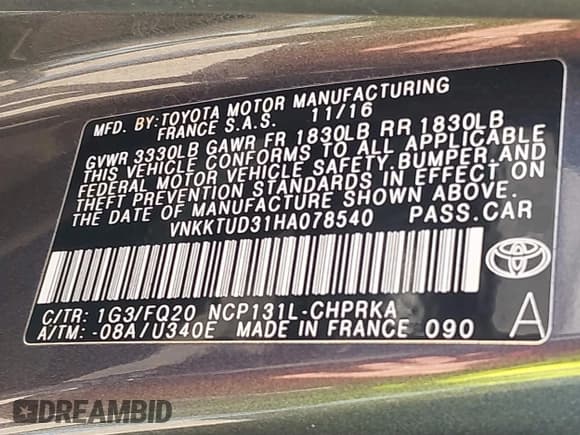 MFD. BY: TOYOTA MOTOR MANUFACTURING
FRANCE S.A.S. 11/16
GVWR 3330LB GAWR FR 1830LB RR 1830LB
THIS VEHICLE CONFORMS TO ALL APPLICABLE
FEDERAL MOTOR VEHICLE SAFETY, BUMPER, AND
THEFT PREVENTION STANDARDS IN EFFECT ON
THE DATE OF MANUFACTURE SHOWN ABOVE.
VNKKTUD31HA078540 PASS.CAR
C/TR: 1G3/FQ20 NCP131L-CHPRKA
A/TM: -08A/U340E MADE IN FRANCE 090
A
DREAMBID